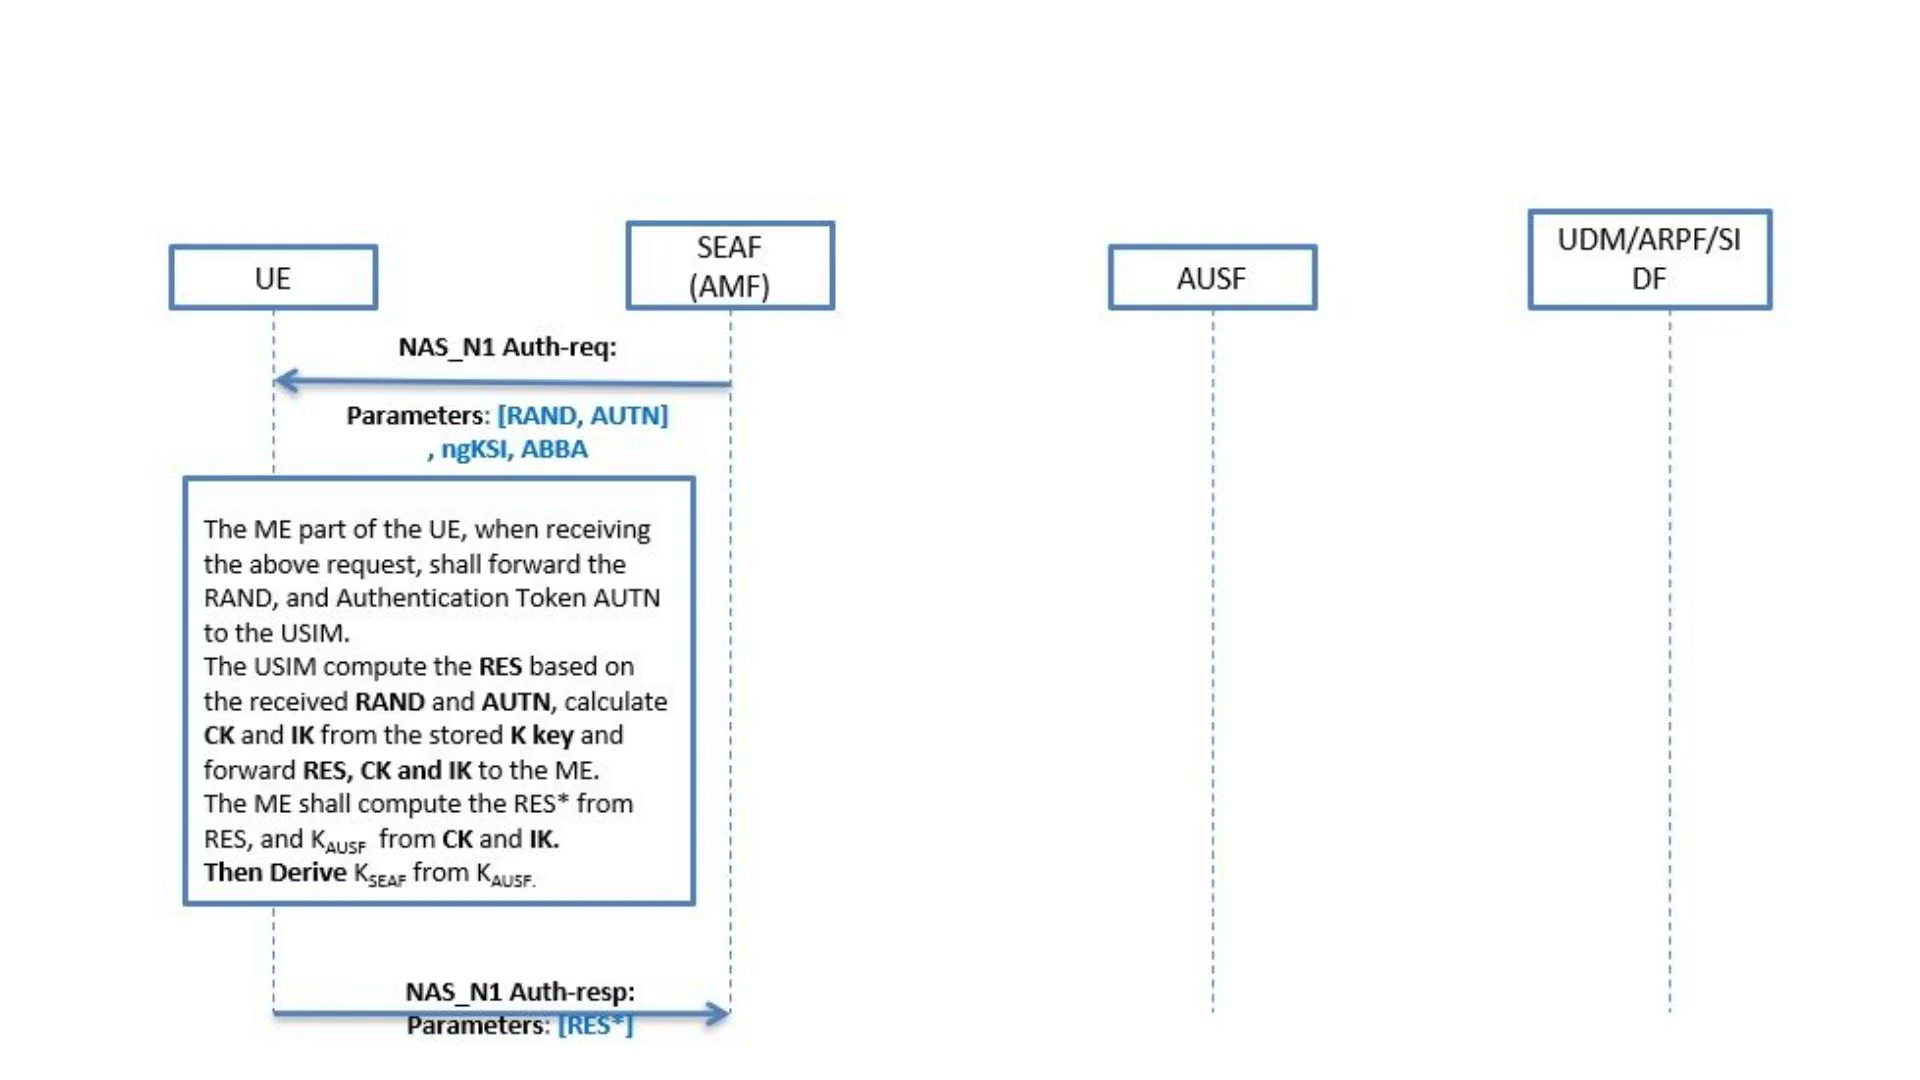 UE
SEAF
(AMF)
AUSF
UDM/ARPF/SI
DF
NAS_N1 Auth-req:
Parameters: [RAND, AUTN]
, ngKSI, ABBA
The ME part of the UE, when receiving
the above request, shall forward the
RAND, and Authentication Token AUTN
to the USIM.
The USIM compute the RES based on
the received RAND and AUTN, calculate
CK and IK from the stored K key and
forward RES, CK and IK to the ME.
The ME shall compute the RES* from
RES, and KAUSF from CK and IK.
Then Derive KSEAF from KAUSF.
NAS_N1 Auth-resp:
Parameters: [RES*]